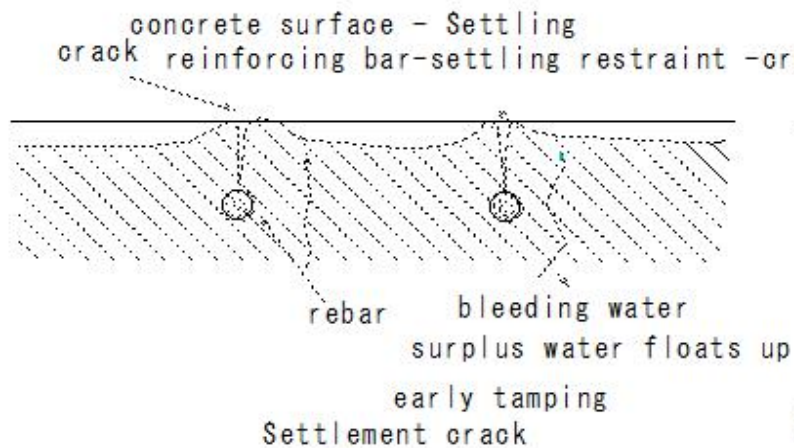 concrete surface - Settling
crack reinforcing bar-settling restraint -cr
rebar
bleeding water
surplus water floats up
early tamping
Settlement crack